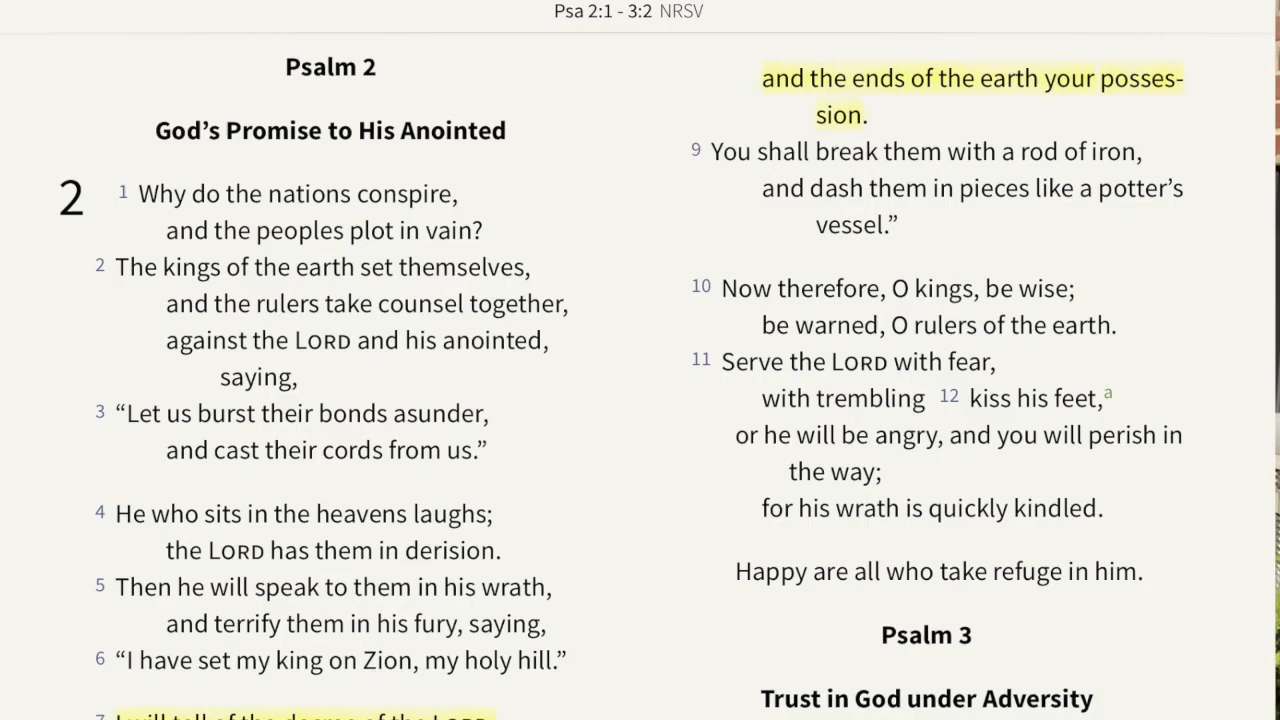 Psa 2:1 - 3:2 NRSV
Psalm 2
God's Promise to His Anointed
2 1 Why do the nations conspire,
and the peoples plot in vain?
2 The kings of the earth set themselves,
and the rulers take counsel together,
against the LORD and his anointed,
saying,
3 “Let us burst their bonds asunder,
and cast their cords from us.”
4 He who sits in the heavens laughs;
the LORD has them in derision.
5 Then he will speak to them in his wrath,
and terrify them in his fury, saying,
6 “I have set my king on Zion, my holy hill.”
7 I will tell of the decree of the LORD:
and the ends of the earth your posses-
sion.
9 You shall break them with a rod of iron,
and dash them in pieces like a potter’s
vessel.”
10 Now therefore, O kings, be wise;
be warned, O rulers of the earth.
11 Serve the LORD with fear,
with trembling 12 kiss his feet,a
or he will be angry, and you will perish in
the way;
for his wrath is quickly kindled.
Happy are all who take refuge in him.
Psalm 3
Trust in God under Adversity